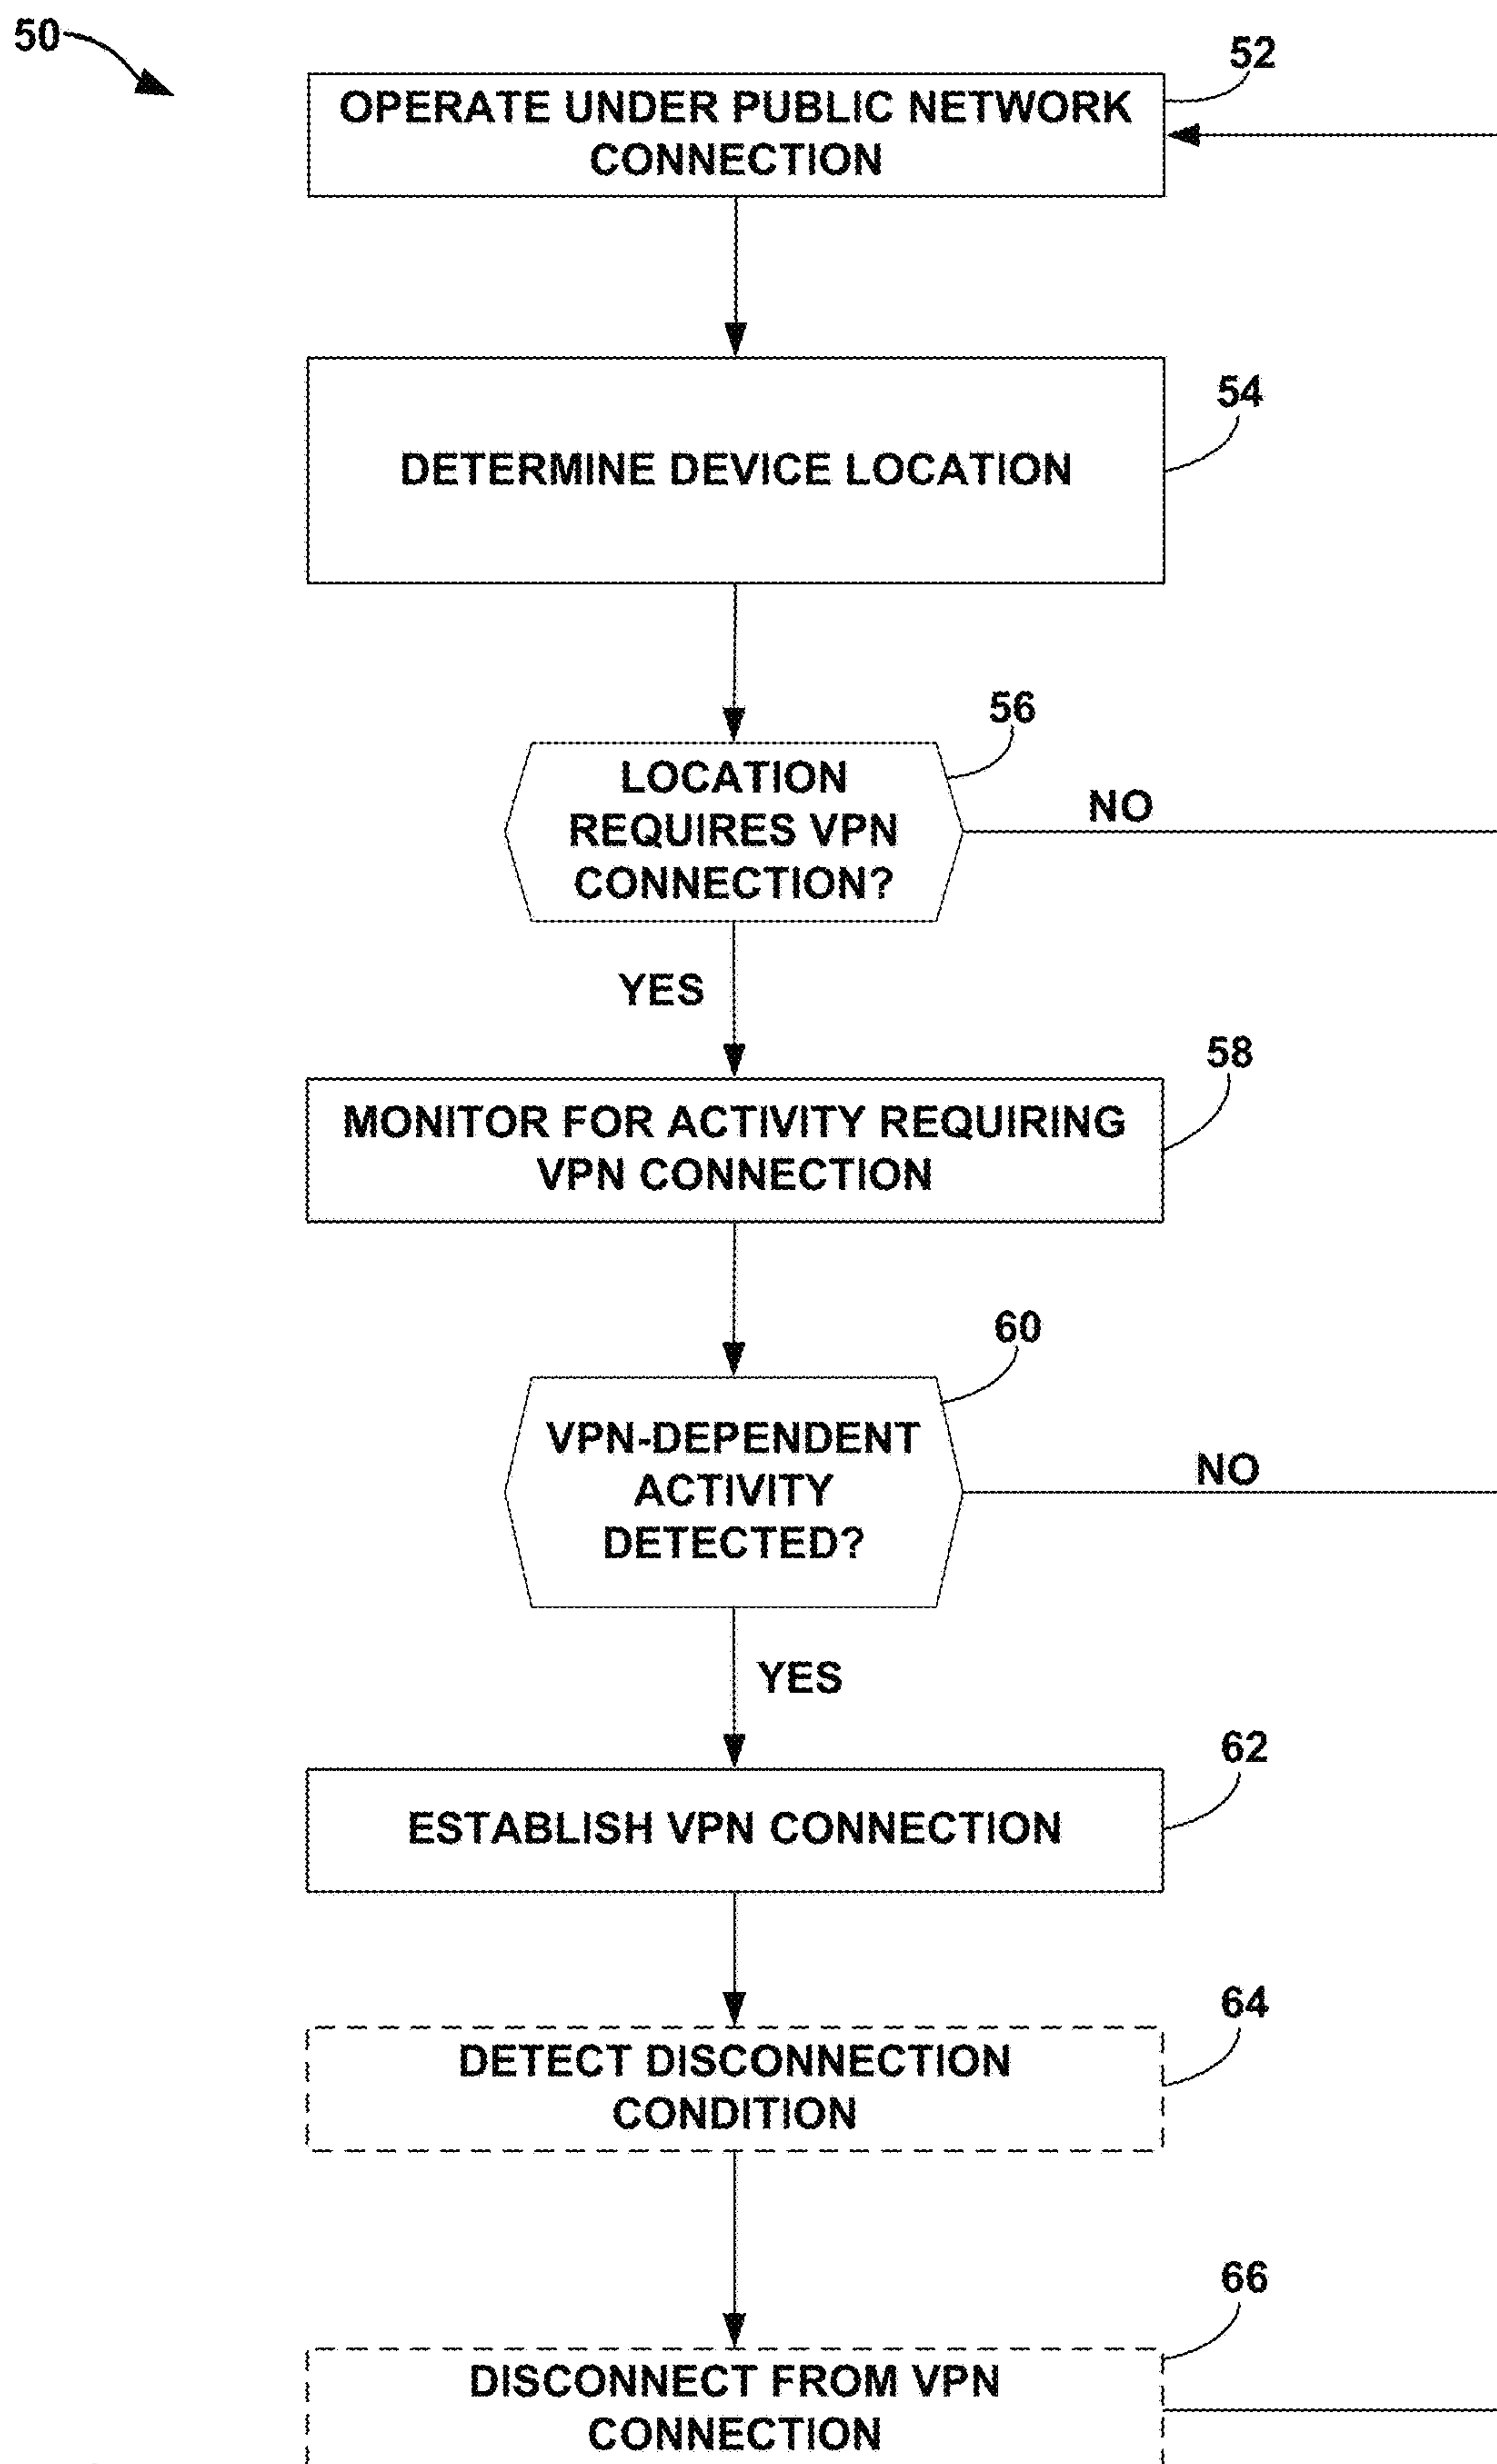 50
52
OPERATE UNDER PUBLIC NETWORK
CONNECTION
54
DETERMINE DEVICE LOCATION
56
LOCATION
REQUIRES VPN
CONNECTION?
NO
YES
58
MONITOR FOR ACTIVITY REQUIRING
VPN CONNECTION
60
VPN-DEPENDENT
ACTIVITY
DETECTED?
NO
YES
62
ESTABLISH VPN CONNECTION
64
DETECT DISCONNECTION
CONDITION
66
DISCONNECT FROM VPN
CONNECTION